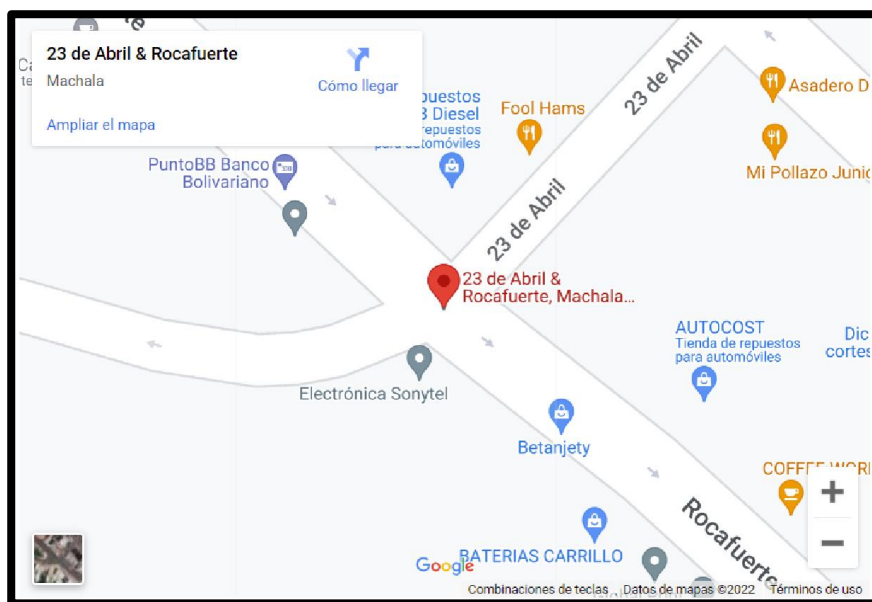 23 de Abril & Rocafuerte
Machala
Cómo llegar
Ampliar el mapa
Diesel
repuestos
para automóviles
Fool Hams
23 de Abril
Asadero D
Mi Pollazo Junio
PuntoBB Banco
Bolivariano
23 de Abril
23 de Abril &
Rocafuerte, Machala...
AUTOCOST
Tienda de repuestos
para automóviles
Dic
cortes
Electrónica Sonytel
Betanjety
COFFEE WOR
Rocafuerte
BATERIAS CARRILLO
Google
Combinaciones de teclas
Datos de mapas ©2022
Términos de uso